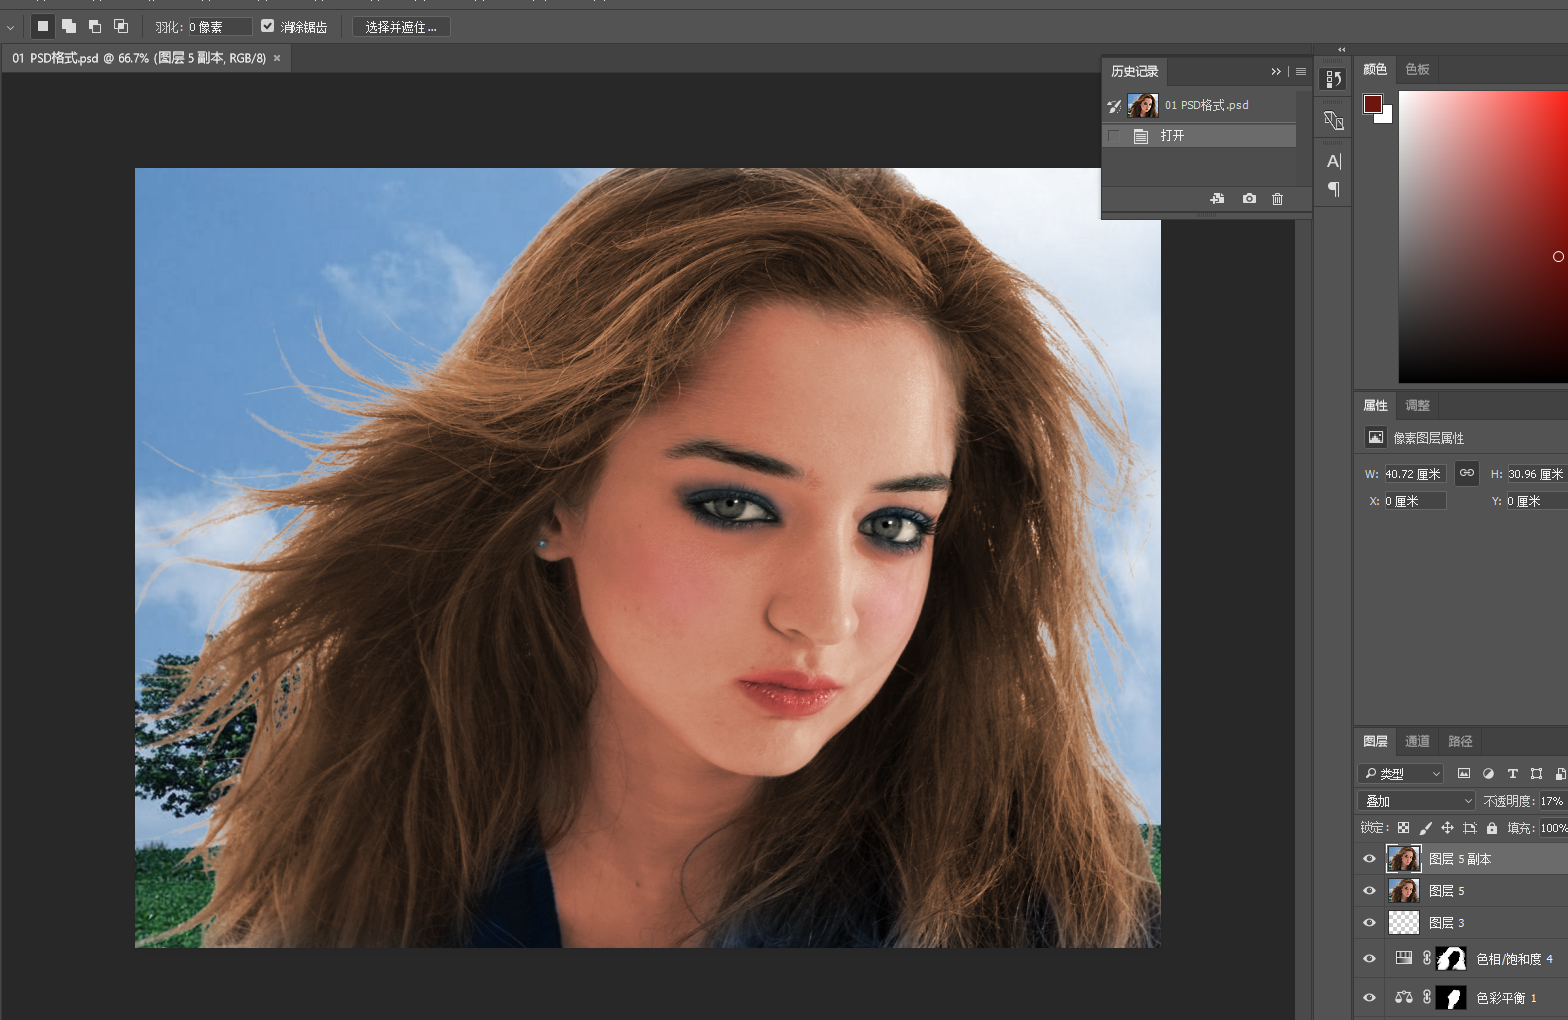 羽化: 0 像素 消除锯齿 选择并遮住...
01 PSD格式.psd @ 66.7% (图层 5 副本, RGB/8) ×
历史记录
01 PSD格式.psd
打开
颜色 色板
属性 调整
像素图层属性
W: 40.72 厘米 H: 30.96 厘米
X: 0 厘米 Y: 0 厘米
图层 通道 路径
类型
叠加 不透明度: 17%
锁定: 填充: 100%
图层 5 副本
图层 5
图层 3
色相/饱和度 4
色彩平衡 1